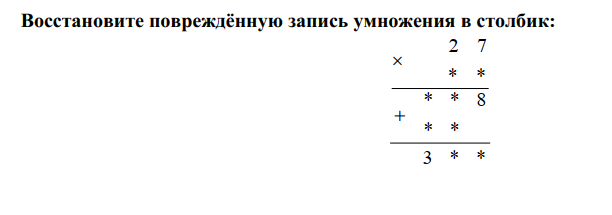 Восстановите повреждённую запись умножения в столбик:
2 7
×
* *
* * 8
+
* *
3 * *